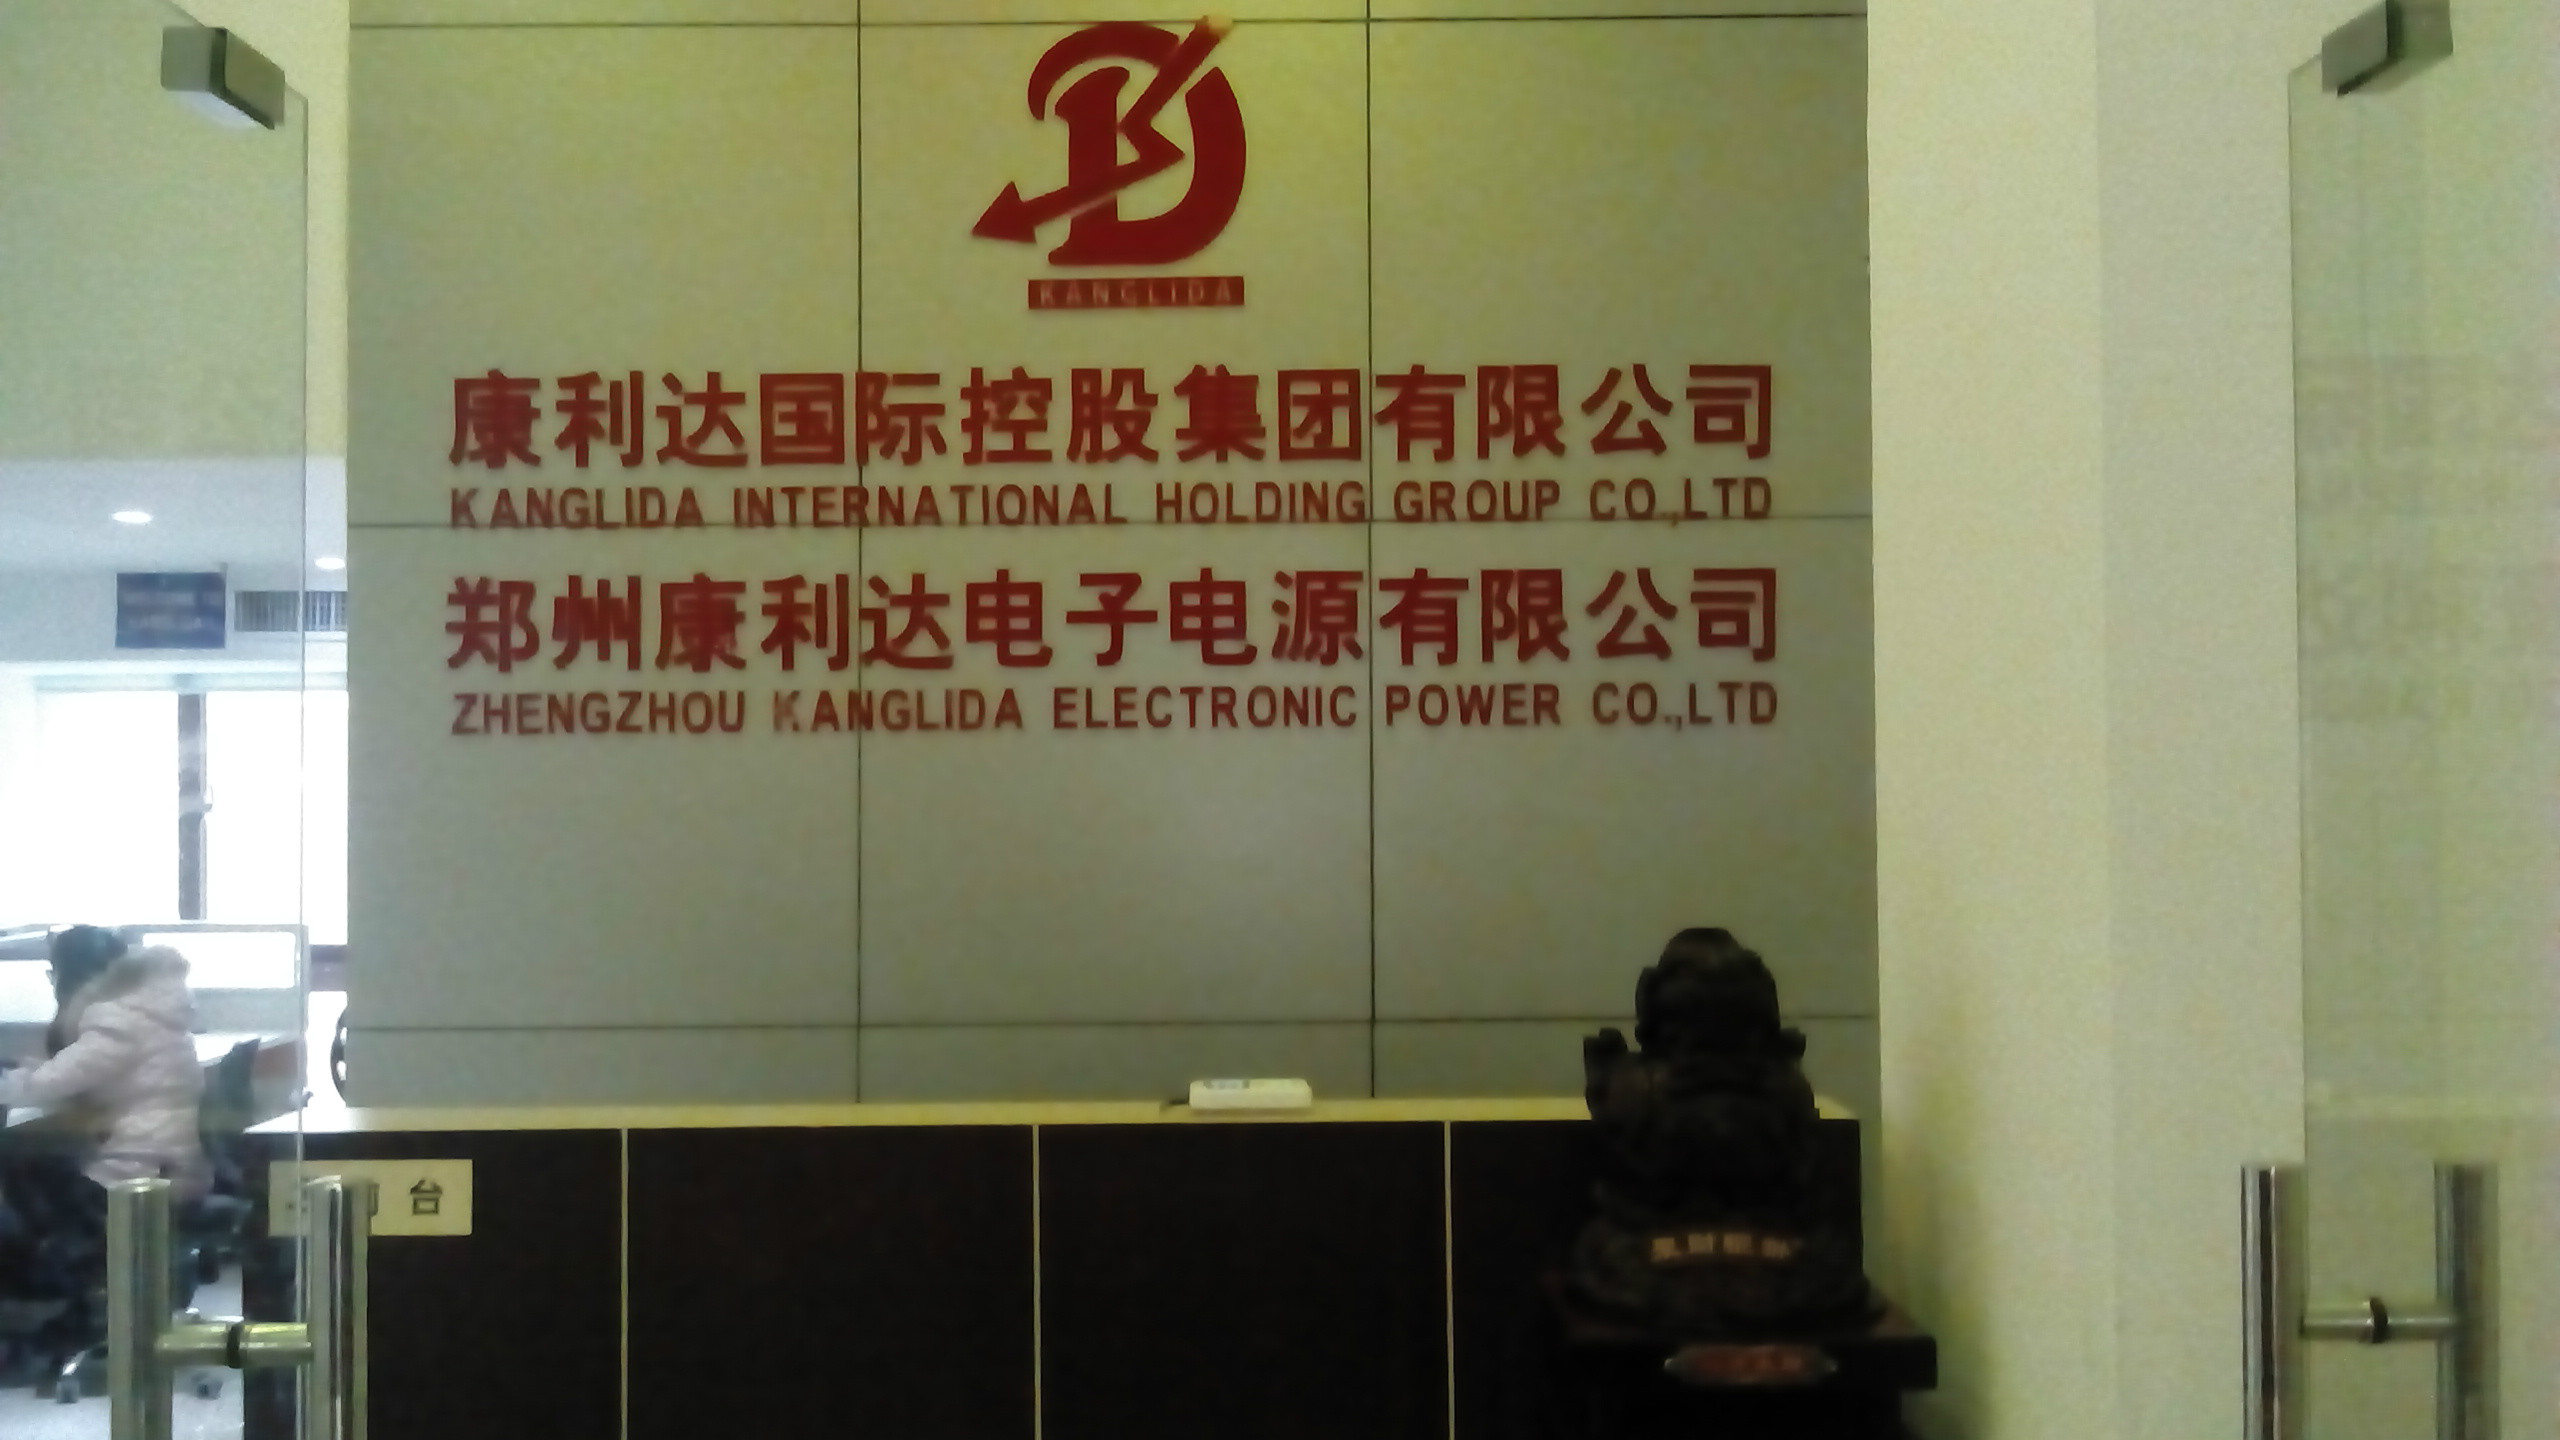 KANGLIDA
康利达国际控股集团有限公司
KANGLIDA INTERNATIONAL HOLDING GROUP CO.,LTD
郑州康利达电子电源有限公司
ZHENGZHOU KANGLIDA ELECTRONIC POWER CO.,LTD
台